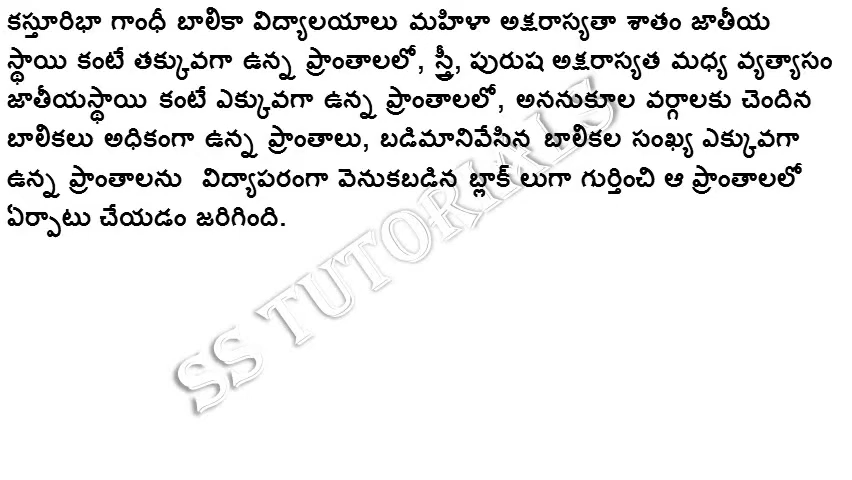 కస్తూరిభా గాంధీ బాలికా విద్యాలయాలు మహిళా అక్షరాస్యతా శాతం జాతీయ
స్థాయి కంటే తక్కువగా ఉన్న ప్రాంతాలలో, స్త్రీ, పురుష అక్షరాస్యత మధ్య వ్యత్యాసం
జాతీయస్థాయి కంటే ఎక్కువగా ఉన్న ప్రాంతాలలో, అననుకూల వర్గాలకు చెందిన
బాలికలు అధికంగా ఉన్న ప్రాంతాలు, బడిమానివేసిన బాలికల సంఖ్య ఎక్కువగా
ఉన్న ప్రాంతాలను విద్యాపరంగా వెనుకబడిన బ్లాక్ లుగా గుర్తించి ఆ ప్రాంతాలలో
ఏర్పాటు చేయడం జరిగింది.
SS TUTORIALS